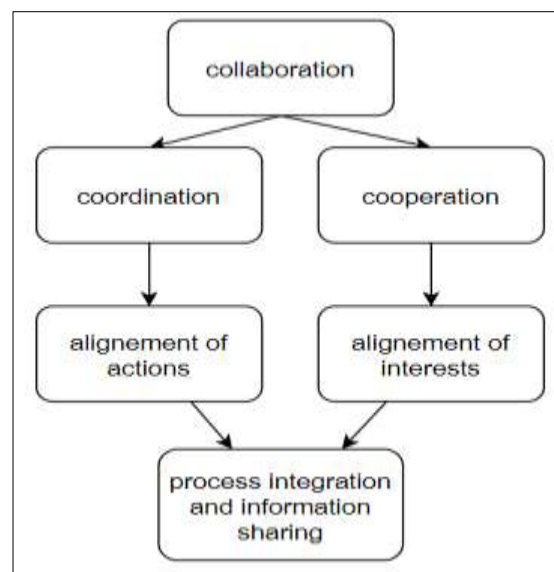 collaboration
coordination
cooperation
alignement of
actions
alignement of
interests
process integration
and information
sharing